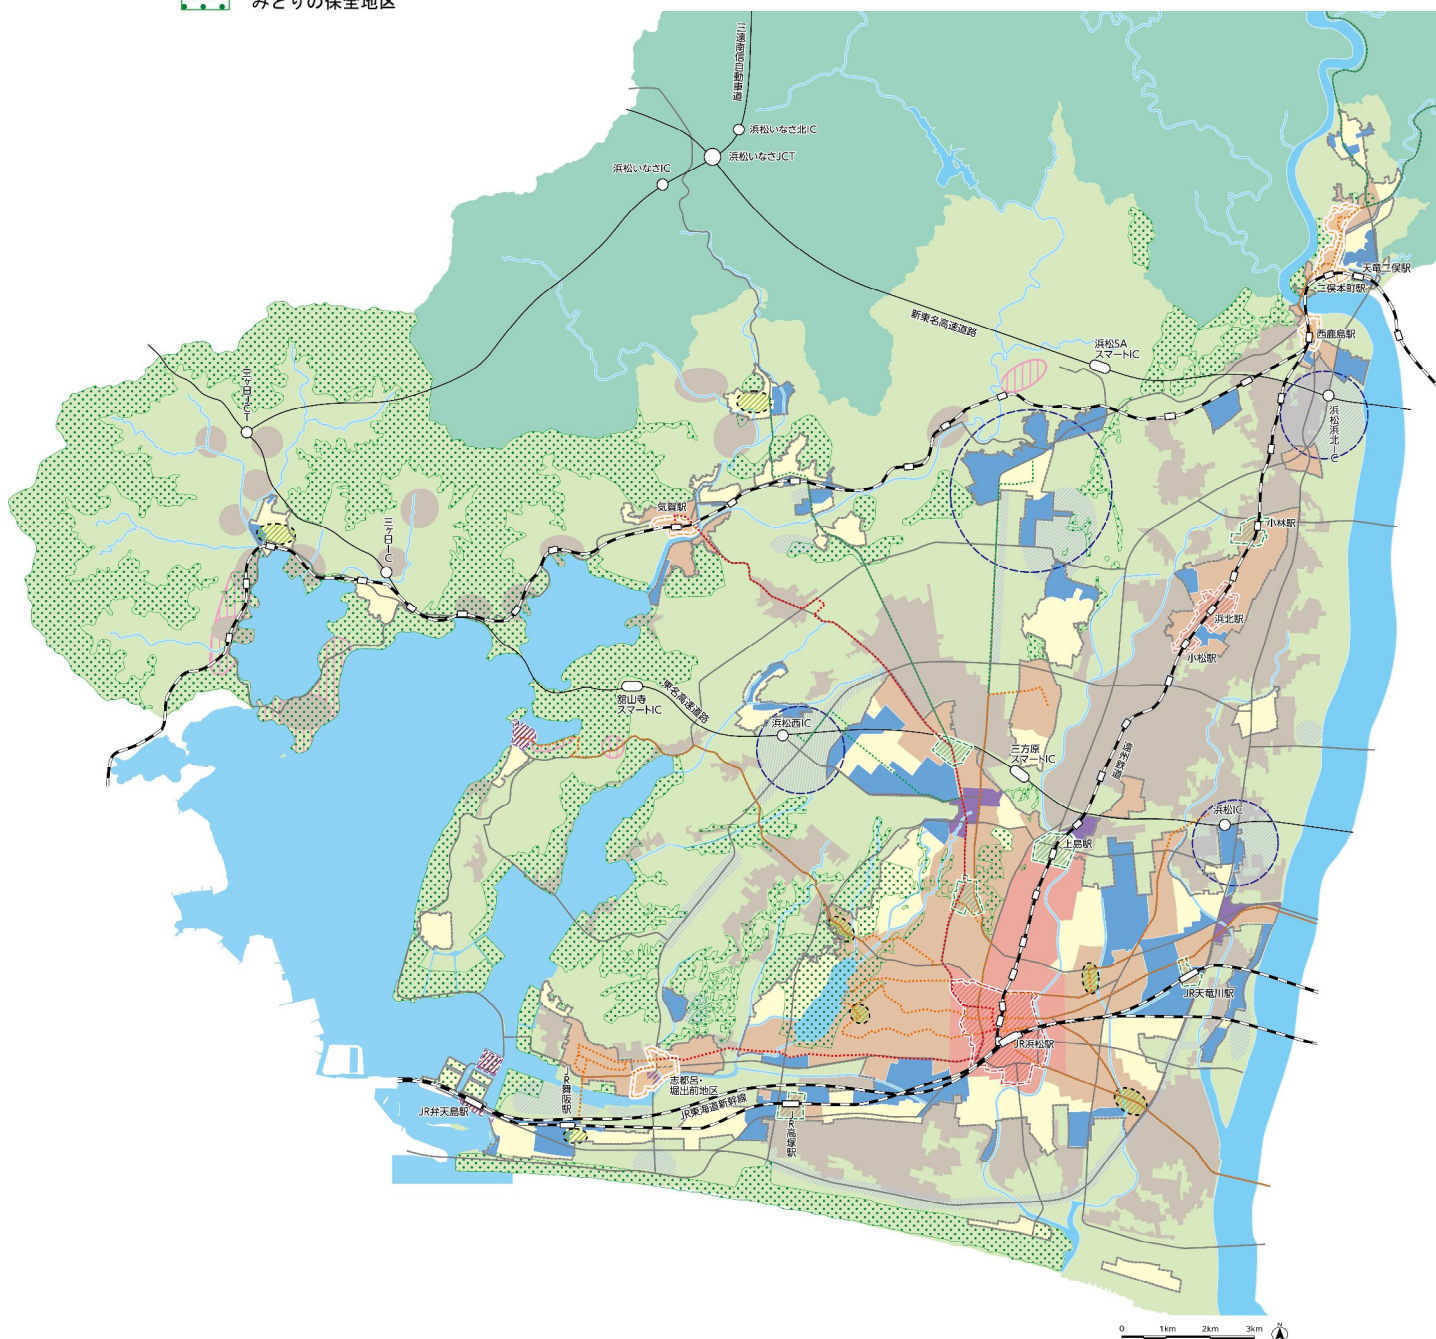 みどりの保全地区
三遠南信自動車道
浜松いなさ北IC
浜松いなさJCT
浜松いなさIC
天竜二俣駅
二俣本町駅
西鹿島駅
新東名高速道路
浜松SA
スマートIC
浜松浜北IC
三ヶ日JCT
三ヶ日IC
気賀駅
小林駅
浜北駅
小松駅
舘山寺
スマートIC
東名高速道路
浜松西IC
三方原
スマートIC
遠州鉄道
浜松IC
上島駅
JR天竜川駅
JR浜松駅
志都呂・
堀出前地区
JR舞阪駅
JR弁天島駅
JR東海道新幹線
JR高塚駅
0 1km 2km 3km
N